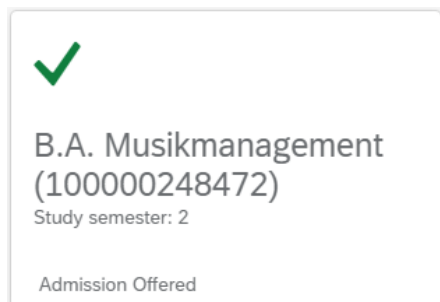 B.A. Musikmanagement
(100000248472)
Study semester: 2
Admission Offered